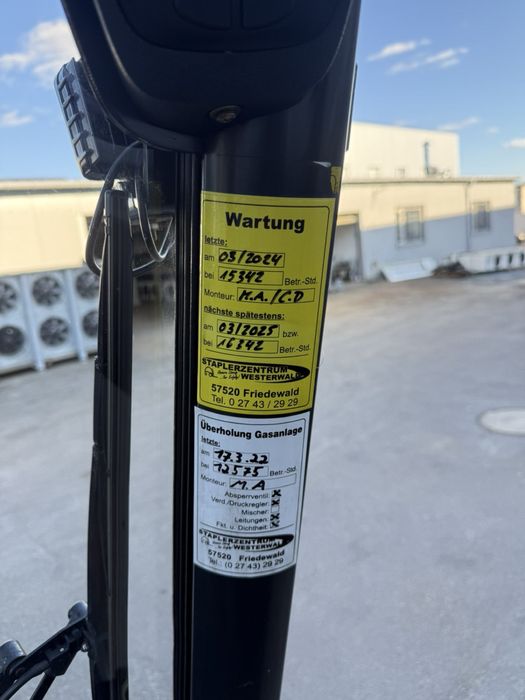 Wartung
letzte:
am 03/2024
bei 15342 Betr.-Std.
Monteur: M.A./C.D
nächste spätestens:
am 03/2025 bzw.
bei 16342 Betr.-Std.
STAPLERZENTRUM
WESTERWALD
57520 Friedewald
Tel. 0 27 43 / 29 29
Überholung Gasanlage
letzte:
am 17.3.22
bei 12575 Betr.-Std.
Monteur: M.A
Absperrventil: x
Verd./Druckregler: x
Mischer: x
Leitungen: x
Fkt. u. Dichtheit: x
STAPLERZENTRUM
WESTERWALD
57520 Friedewald
Tel.: (0 27 43) 29 29